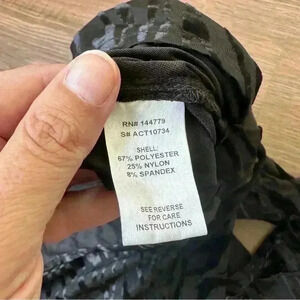 RN# 144779
S# ACT10734
SHELL:
67% POLYESTER
25% NYLON
8% SPANDEX
SEE REVERSE
FOR CARE
INSTRUCTIONS